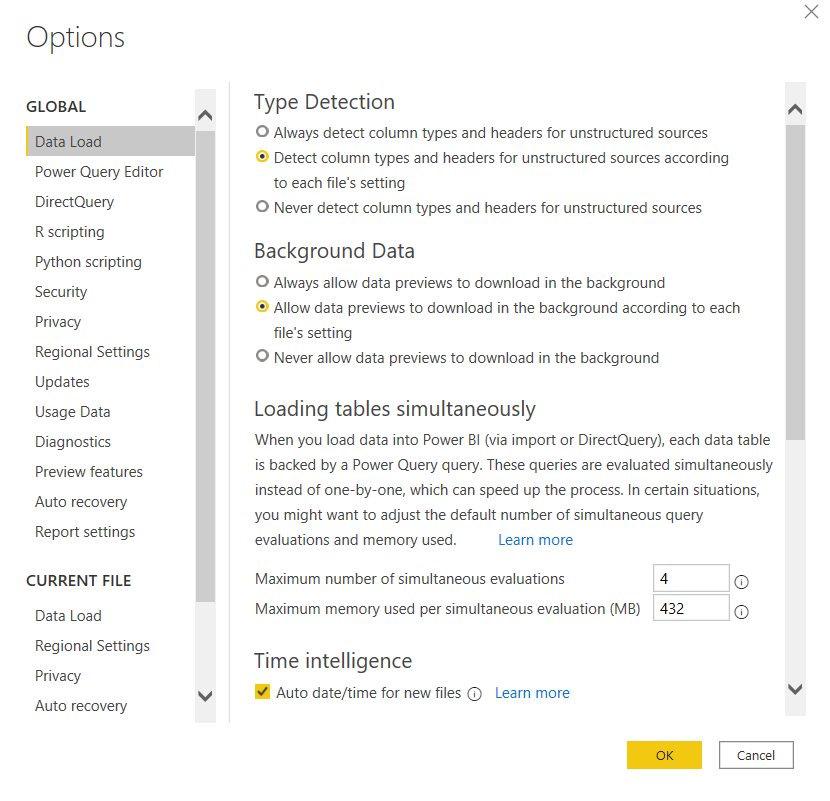 Options
GLOBAL
Data Load
Power Query Editor
DirectQuery
R scripting
Python scripting
Security
Privacy
Regional Settings
Updates
Usage Data
Diagnostics
Preview features
Auto recovery
Report settings
CURRENT FILE
Data Load
Regional Settings
Privacy
Auto recovery
Type Detection
Always detect column types and headers for unstructured sources
Detect column types and headers for unstructured sources according
to each file's setting
Never detect column types and headers for unstructured sources
Background Data
Always allow data previews to download in the background
Allow data previews to download in the background according to each
file's setting
Never allow data previews to download in the background
Loading tables simultaneously
When you load data into Power BI (via import or DirectQuery), each data table
is backed by a Power Query query. These queries are evaluated simultaneously
instead of one-by-one, which can speed up the process. In certain situations,
you might want to adjust the default number of simultaneous query
evaluations and memory used. Learn more
Maximum number of simultaneous evaluations 4
Maximum memory used per simultaneous evaluation (MB) 432
Time intelligence
Auto date/time for new files Learn more
OK Cancel